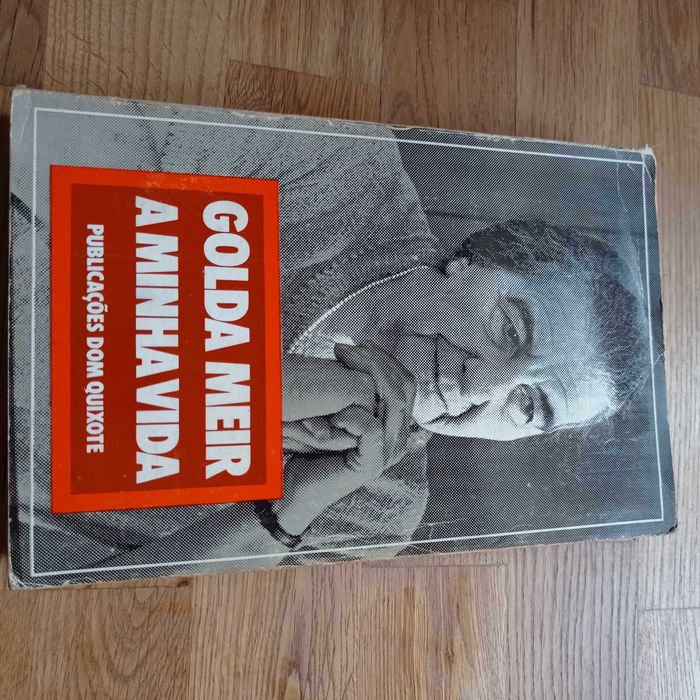 GOLDA MEIR
A MINHA VIDA
PUBLICAÇÕES DOM QUIXOTE